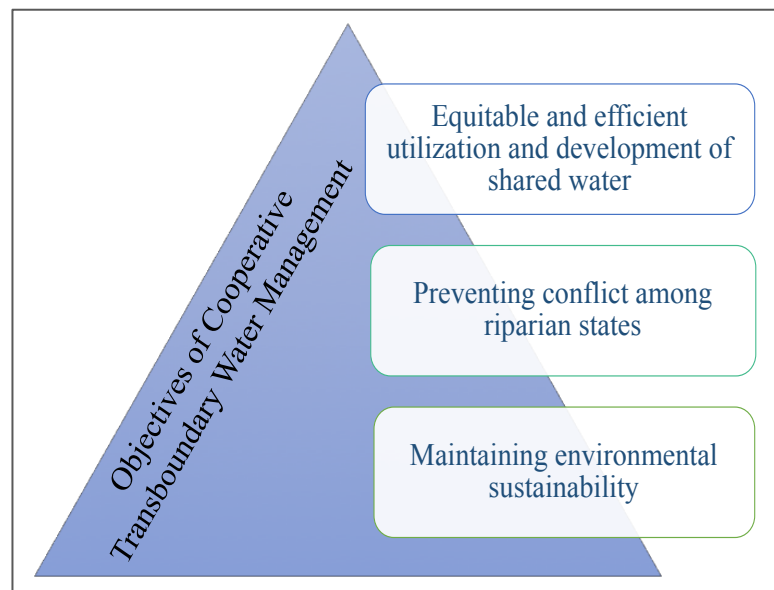 Objectives of Cooperative
Transboundary Water Management
Equitable and efficient
utilization and development of
shared water
Preventing conflict among
riparian states
Maintaining environmental
sustainability